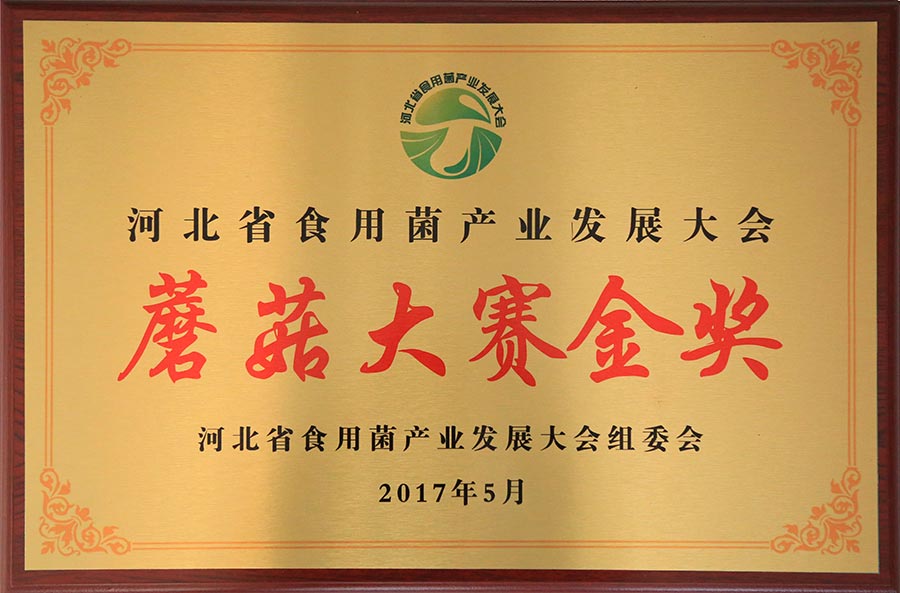 河北省食用菌产业发展大会
河北省食用菌产业发展大会
蘑菇大赛金奖
河北省食用菌产业发展大会组委会
2017年5月